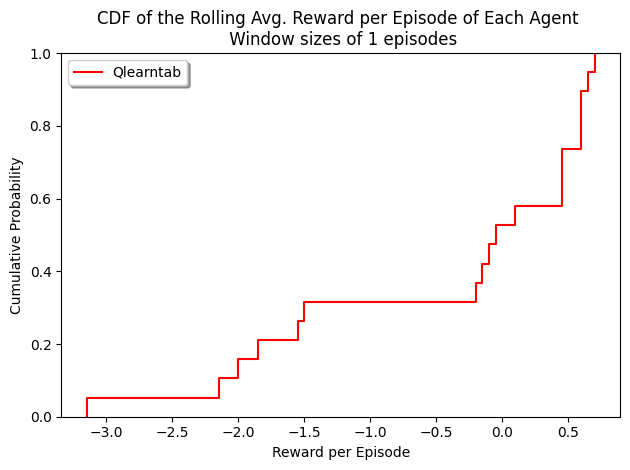 CDF of the Rolling Avg. Reward per Episode of Each Agent
Window sizes of 1 episodes
Qlearntab
1.0
0.8
0.6
0.4
0.2
0.0
Cumulative Probability
−3.0 −2.5 −2.0 −1.5 −1.0 −0.5 0.0 0.5
Reward per Episode